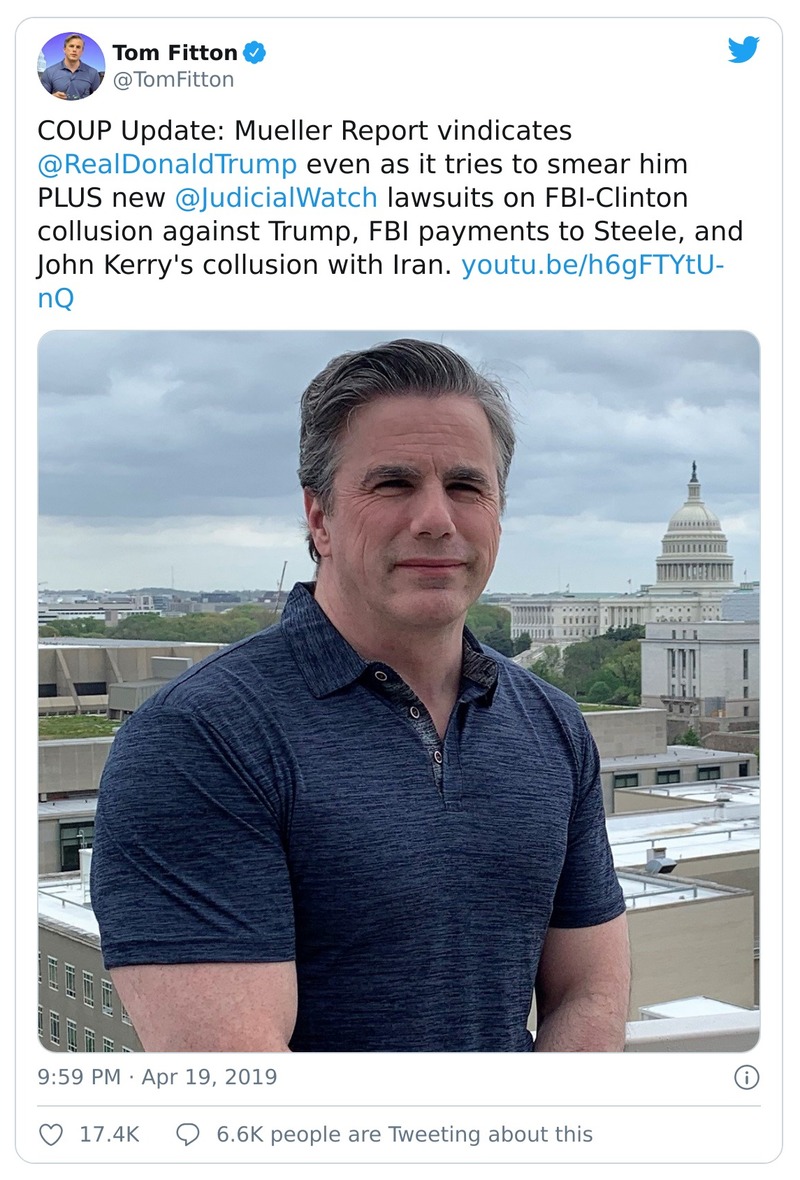 Tom Fitton
@TomFitton
COUP Update: Mueller Report vindicates
@RealDonaldTrump even as it tries to smear him
PLUS new @JudicialWatch lawsuits on FBI-Clinton
collusion against Trump, FBI payments to Steele, and
John Kerry's collusion with Iran. youtu.be/h6gFTYtU-
nQ
9:59 PM · Apr 19, 2019
17.4K
6.6K people are Tweeting about this